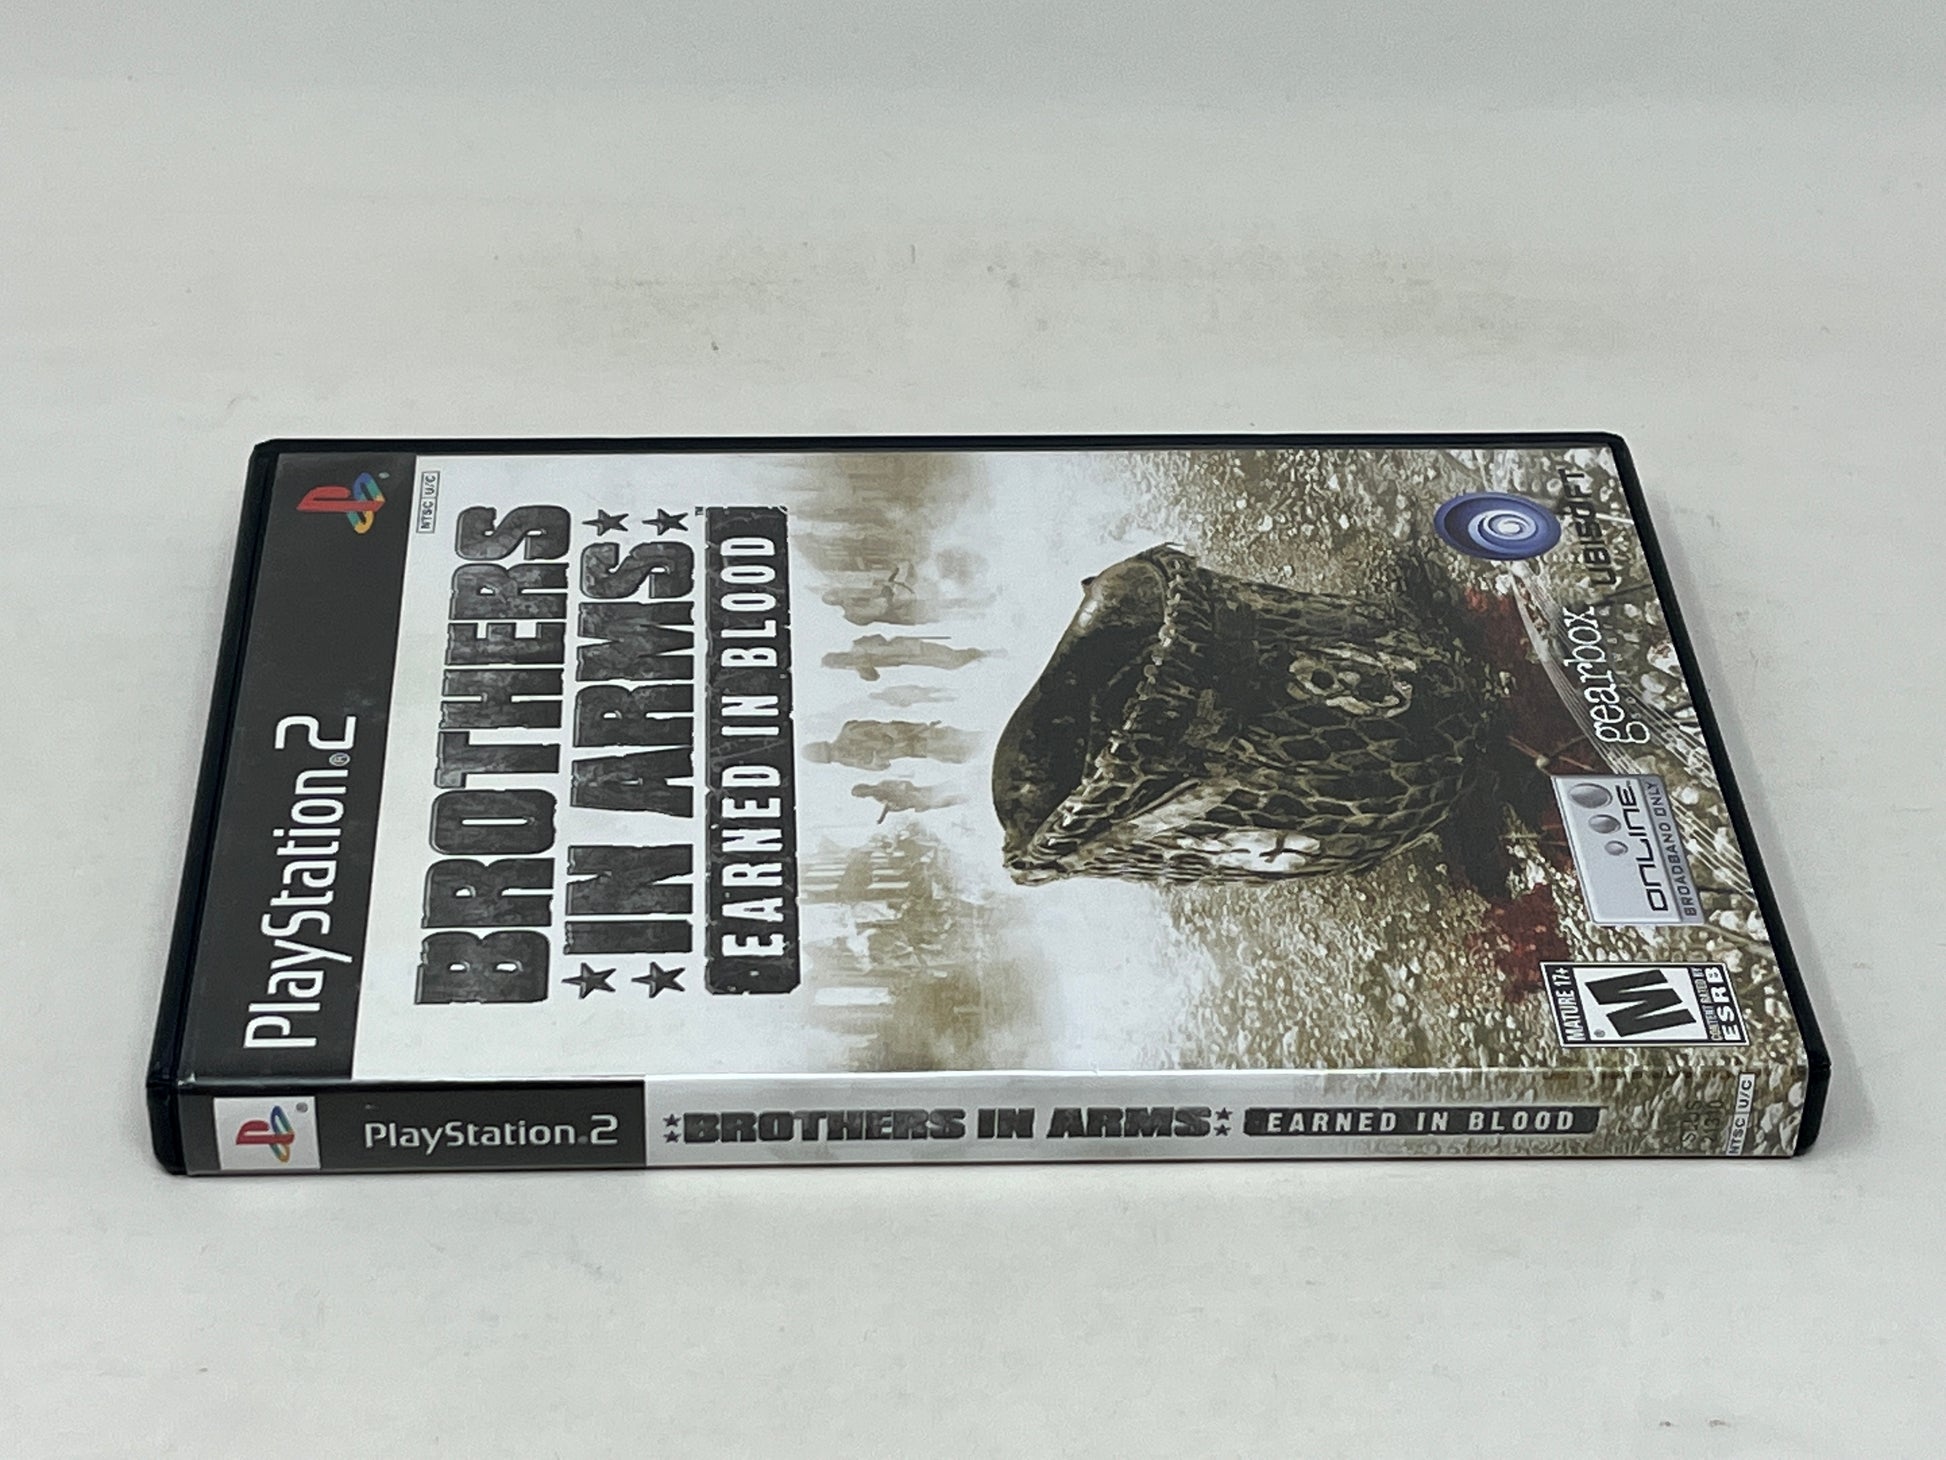 PlayStation®2
NTSC U/C
BROTHERS
IN ARMS™
EARNED IN BLOOD
gearbox
UBISOFT
ONLINE
BROADBAND ONLY
MATURE 17+
M®
CONTENT RATED BY
ESRB
PlayStation®2
BROTHERS IN ARMS EARNED IN BLOOD
NTSC U/C